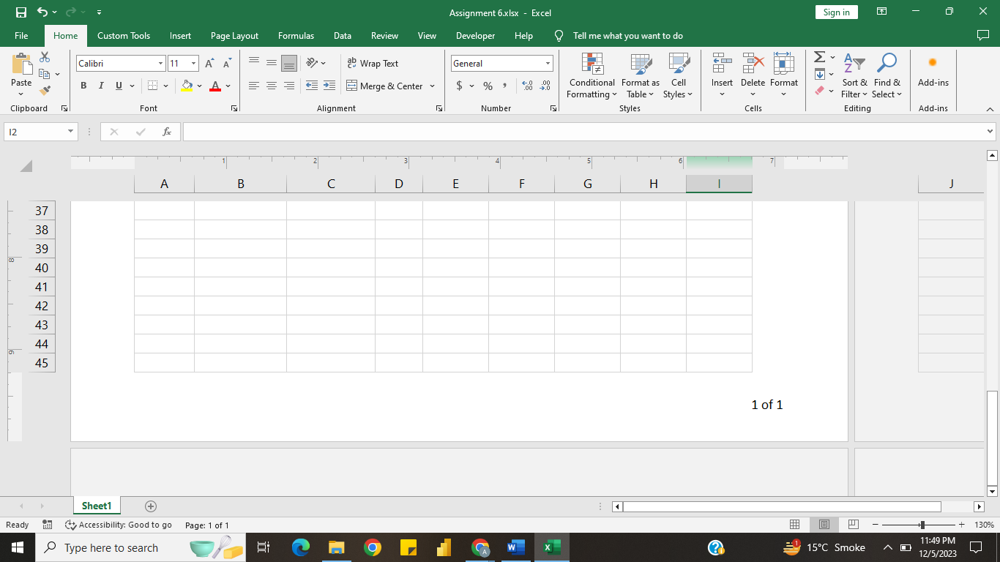 Assignment 6.xlsx - Excel
Sign in
File Home Custom Tools Insert Page Layout Formulas Data Review View Developer Help Tell me what you want to do
Calibri 11
Wrap Text
General
Paste
B I U A
Merge & Center
$ % ,
Conditional Formatting
Format as Table
Cell Styles
Insert Delete Format
Sort & Filter
Find & Select
Add-ins
Clipboard Font Alignment Number Styles Cells Editing Add-ins
I2 fx
1 2 3 4 5 6 7
A B C D E F G H I J
37
38
39
8
40
41
42
43
44
9
45
1 of 1
Sheet1
Ready Accessibility: Good to go Page: 1 of 1 130%
Type here to search
15°C Smoke
11:49 PM
12/5/2023